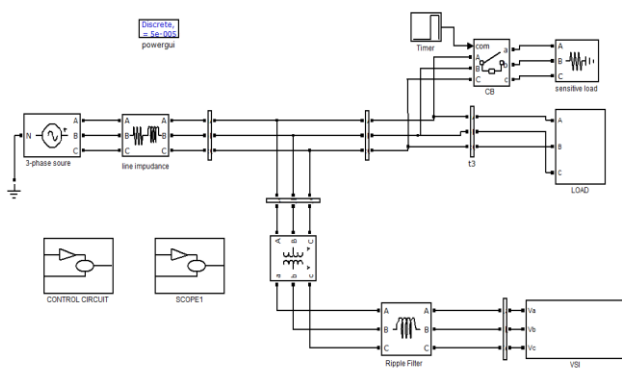 Discrete,
= 5e-005
powergui
Timer
com
A
B
C
a
b
c
CB
A
B
C
sensitive load
N
A
B
C
3-phase soure
A
B
C
A
B
C
line impudance
t3
A
B
C
LOAD
A
B
C
a
b
c
CONTROL CIRCUIT
SCOPE1
A
B
C
A
B
C
Ripple Filter
Va
Vb
Vc
VSI